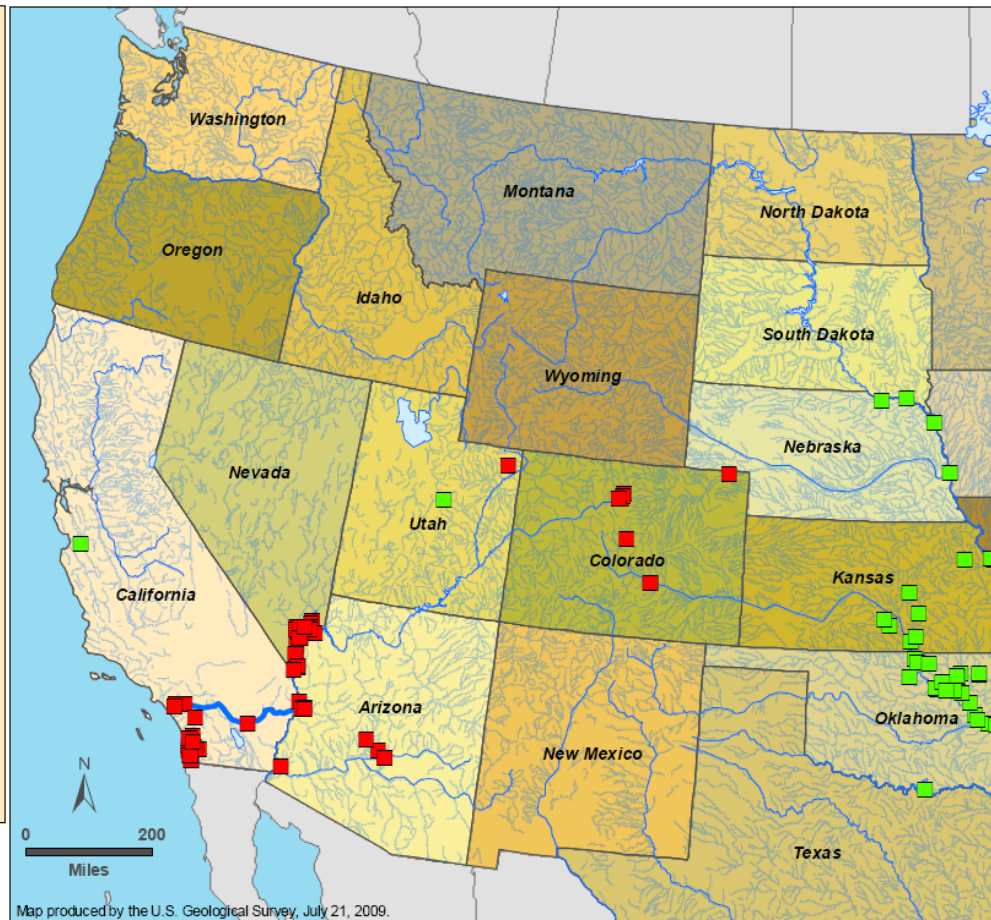 Washington
Montana
North Dakota
Oregon
Idaho
South Dakota
Wyoming
Nebraska
Nevada
Utah
Colorado
Kansas
California
Arizona
Oklahoma
New Mexico
N
0 200
Miles
Texas
Map produced by the U.S. Geological Survey, July 21, 2009.